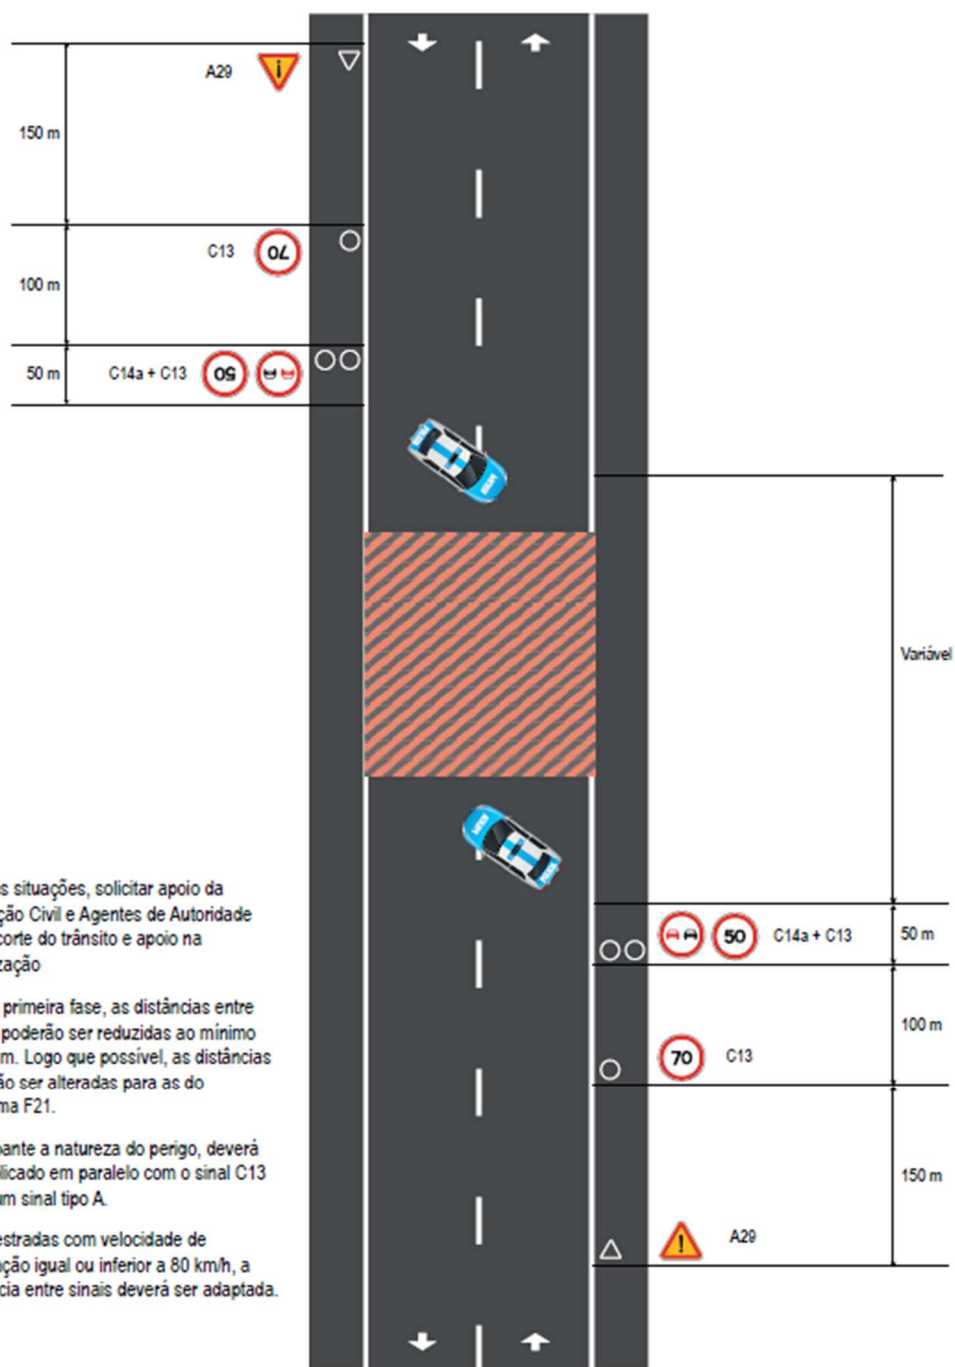 A29
150 m
C13
70
100 m
50 m
C14a + C13
50
Variável
s situações, solicitar apoio da
ção Civil e Agentes de Autoridade
corte do trânsito e apoio na
zação
primeira fase, as distâncias entre
poderão ser reduzidas ao mínimo
m. Logo que possível, as distâncias
ão ser alteradas para as do
ma F21.
oante a natureza do perigo, deverá
licado em paralelo com o sinal C13
um sinal tipo A.
estradas com velocidade de
ção igual ou inferior a 80 km/h, a
cia entre sinais deverá ser adaptada.
50
C14a + C13
50 m
100 m
70
C13
150 m
!
A29